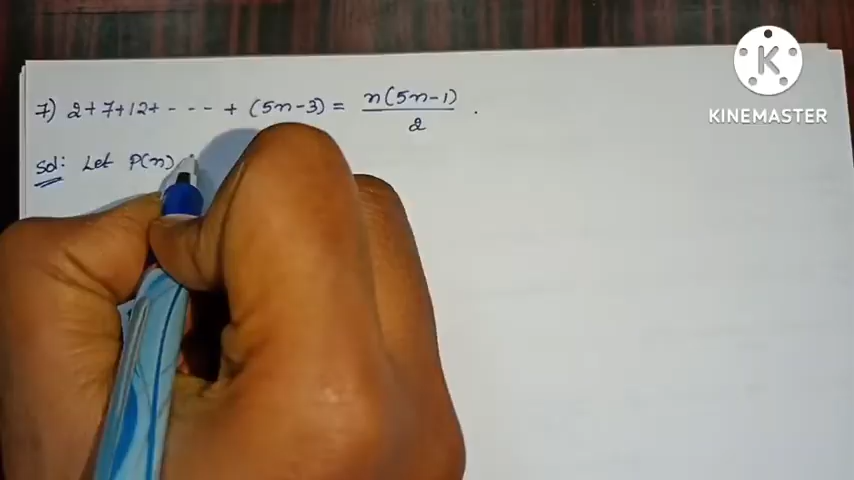 7) 2+7+12+- - - - + (5n-3) = n(5n-1)/2 .
Sol: Let P(n)
KINEMASTER